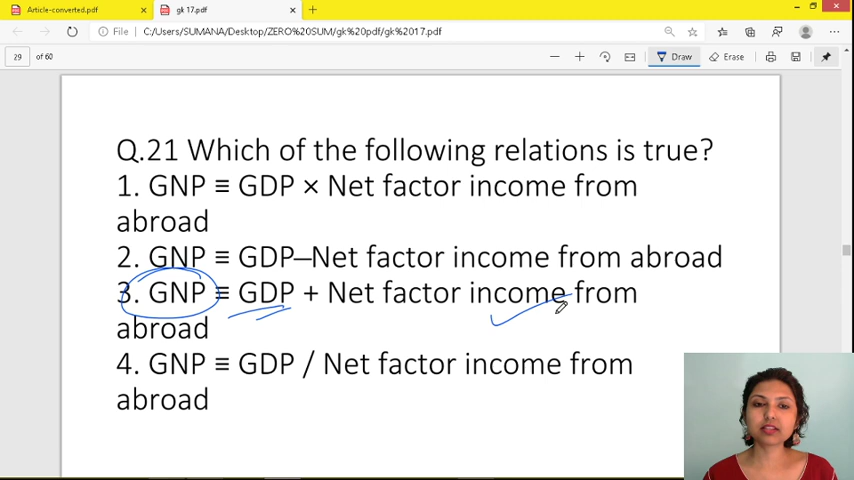 Article-converted.pdf
gk 17.pdf
File
C:/Users/SUMANA/Desktop/ZERO%20SUM/gk%20pdf/gk%2017.pdf
29 of 60
Draw
Erase
Q.21 Which of the following relations is true?
1. GNP ≡ GDP × Net factor income from
abroad
2. GNP ≡ GDP—Net factor income from abroad
3. GNP ≡ GDP + Net factor income from
abroad
4. GNP ≡ GDP / Net factor income from
abroad